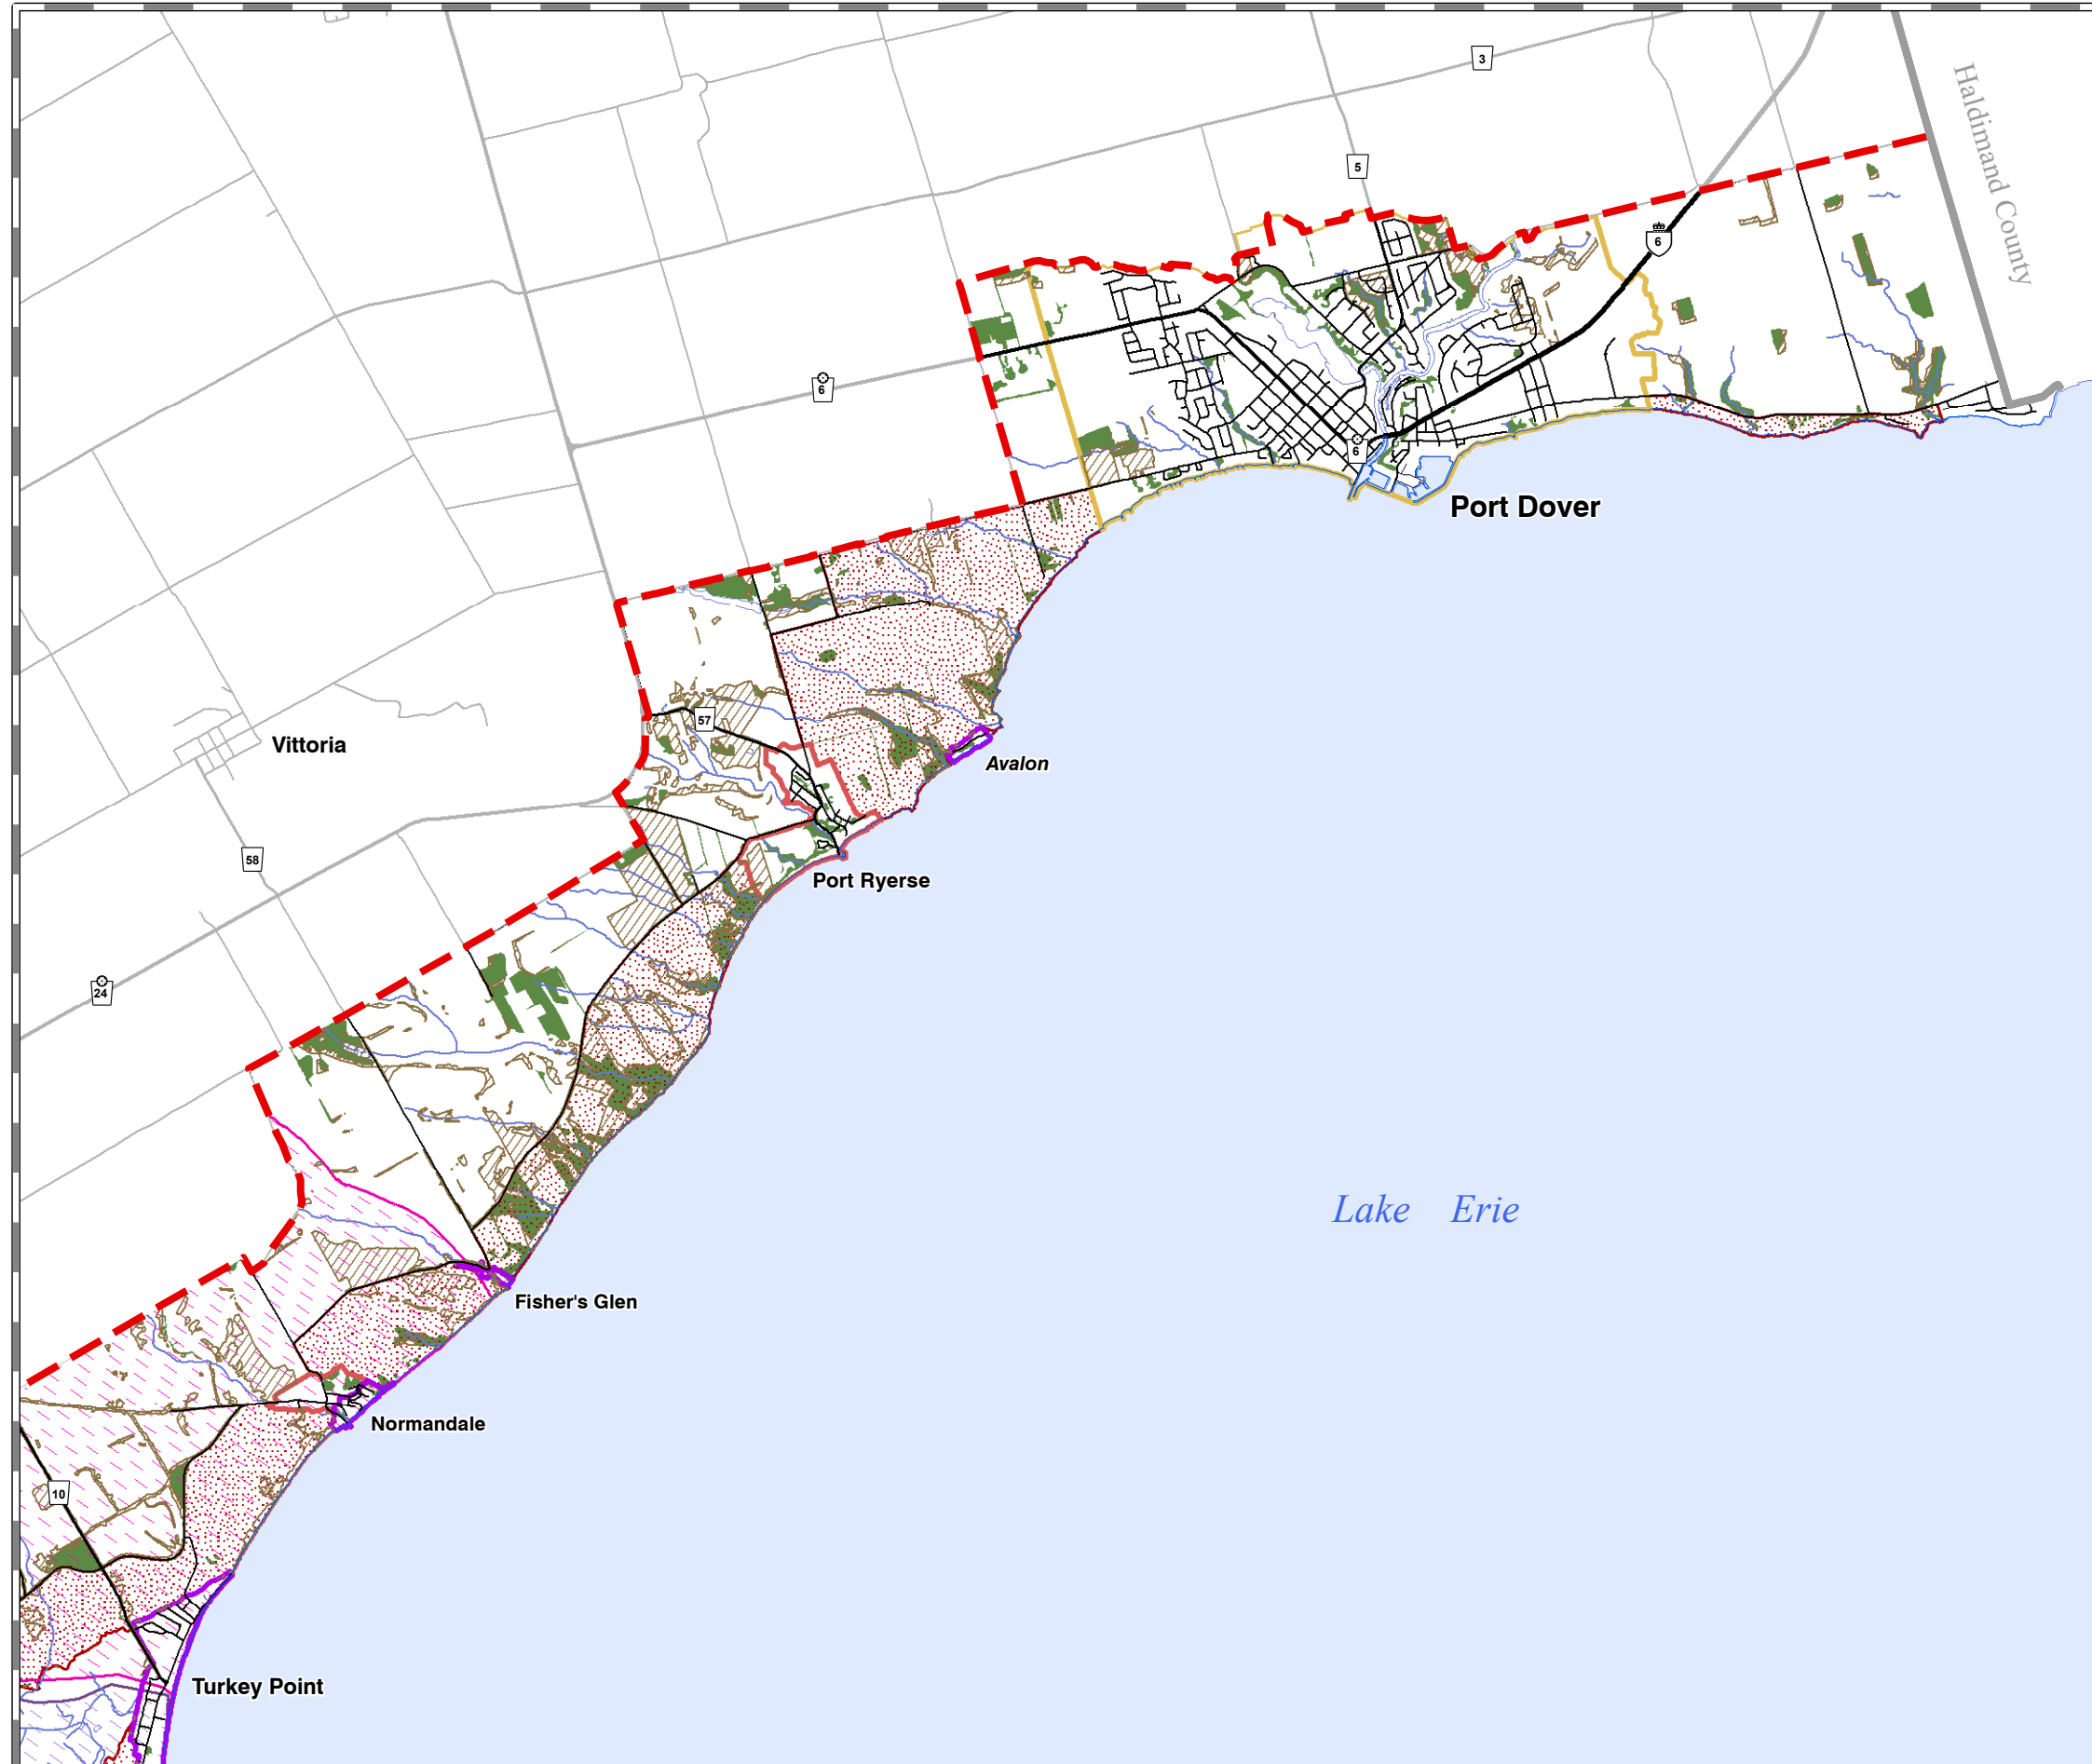 3
Haldimand County
5
6
6
6
Port Dover
57
Vittoria
Avalon
58
Port Ryerse
24
Lake Erie
Fisher's Glen
Normandale
10
Turkey Point